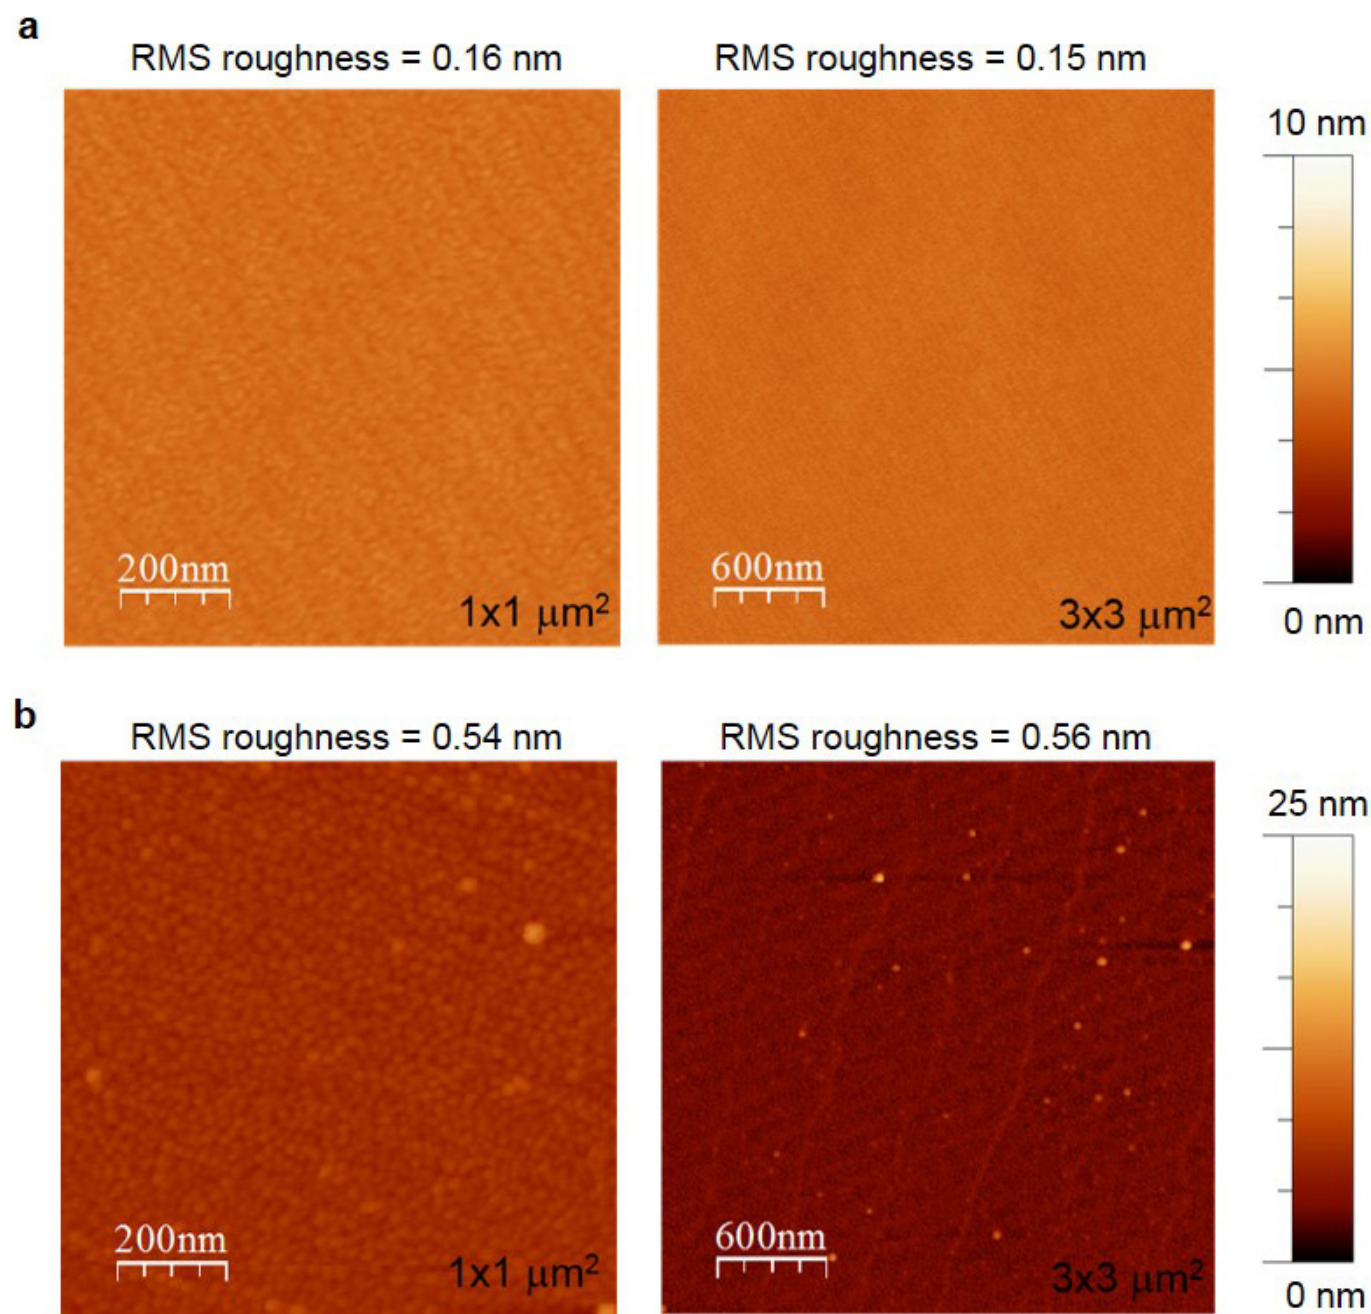 a
RMS roughness = 0.16 nm
RMS roughness = 0.15 nm
10 nm
200nm
1x1 μm²
600nm
3x3 μm²
0 nm
b
RMS roughness = 0.54 nm
RMS roughness = 0.56 nm
25 nm
200nm
1x1 μm²
600nm
3x3 μm²
0 nm